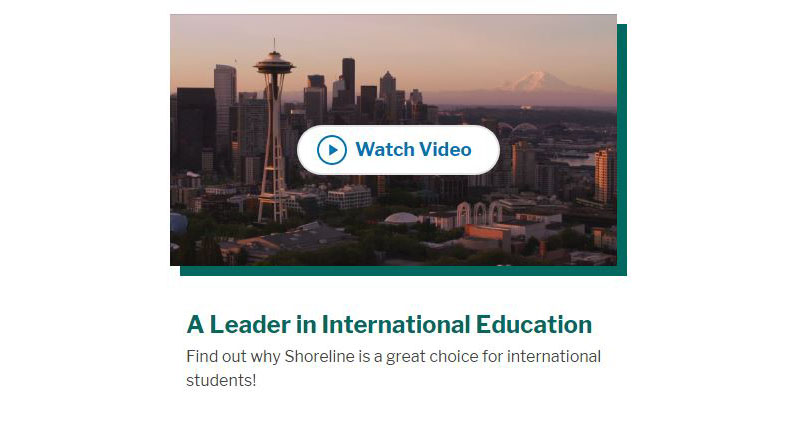 Watch Video
A Leader in International Education
Find out why Shoreline is a great choice for international
students!